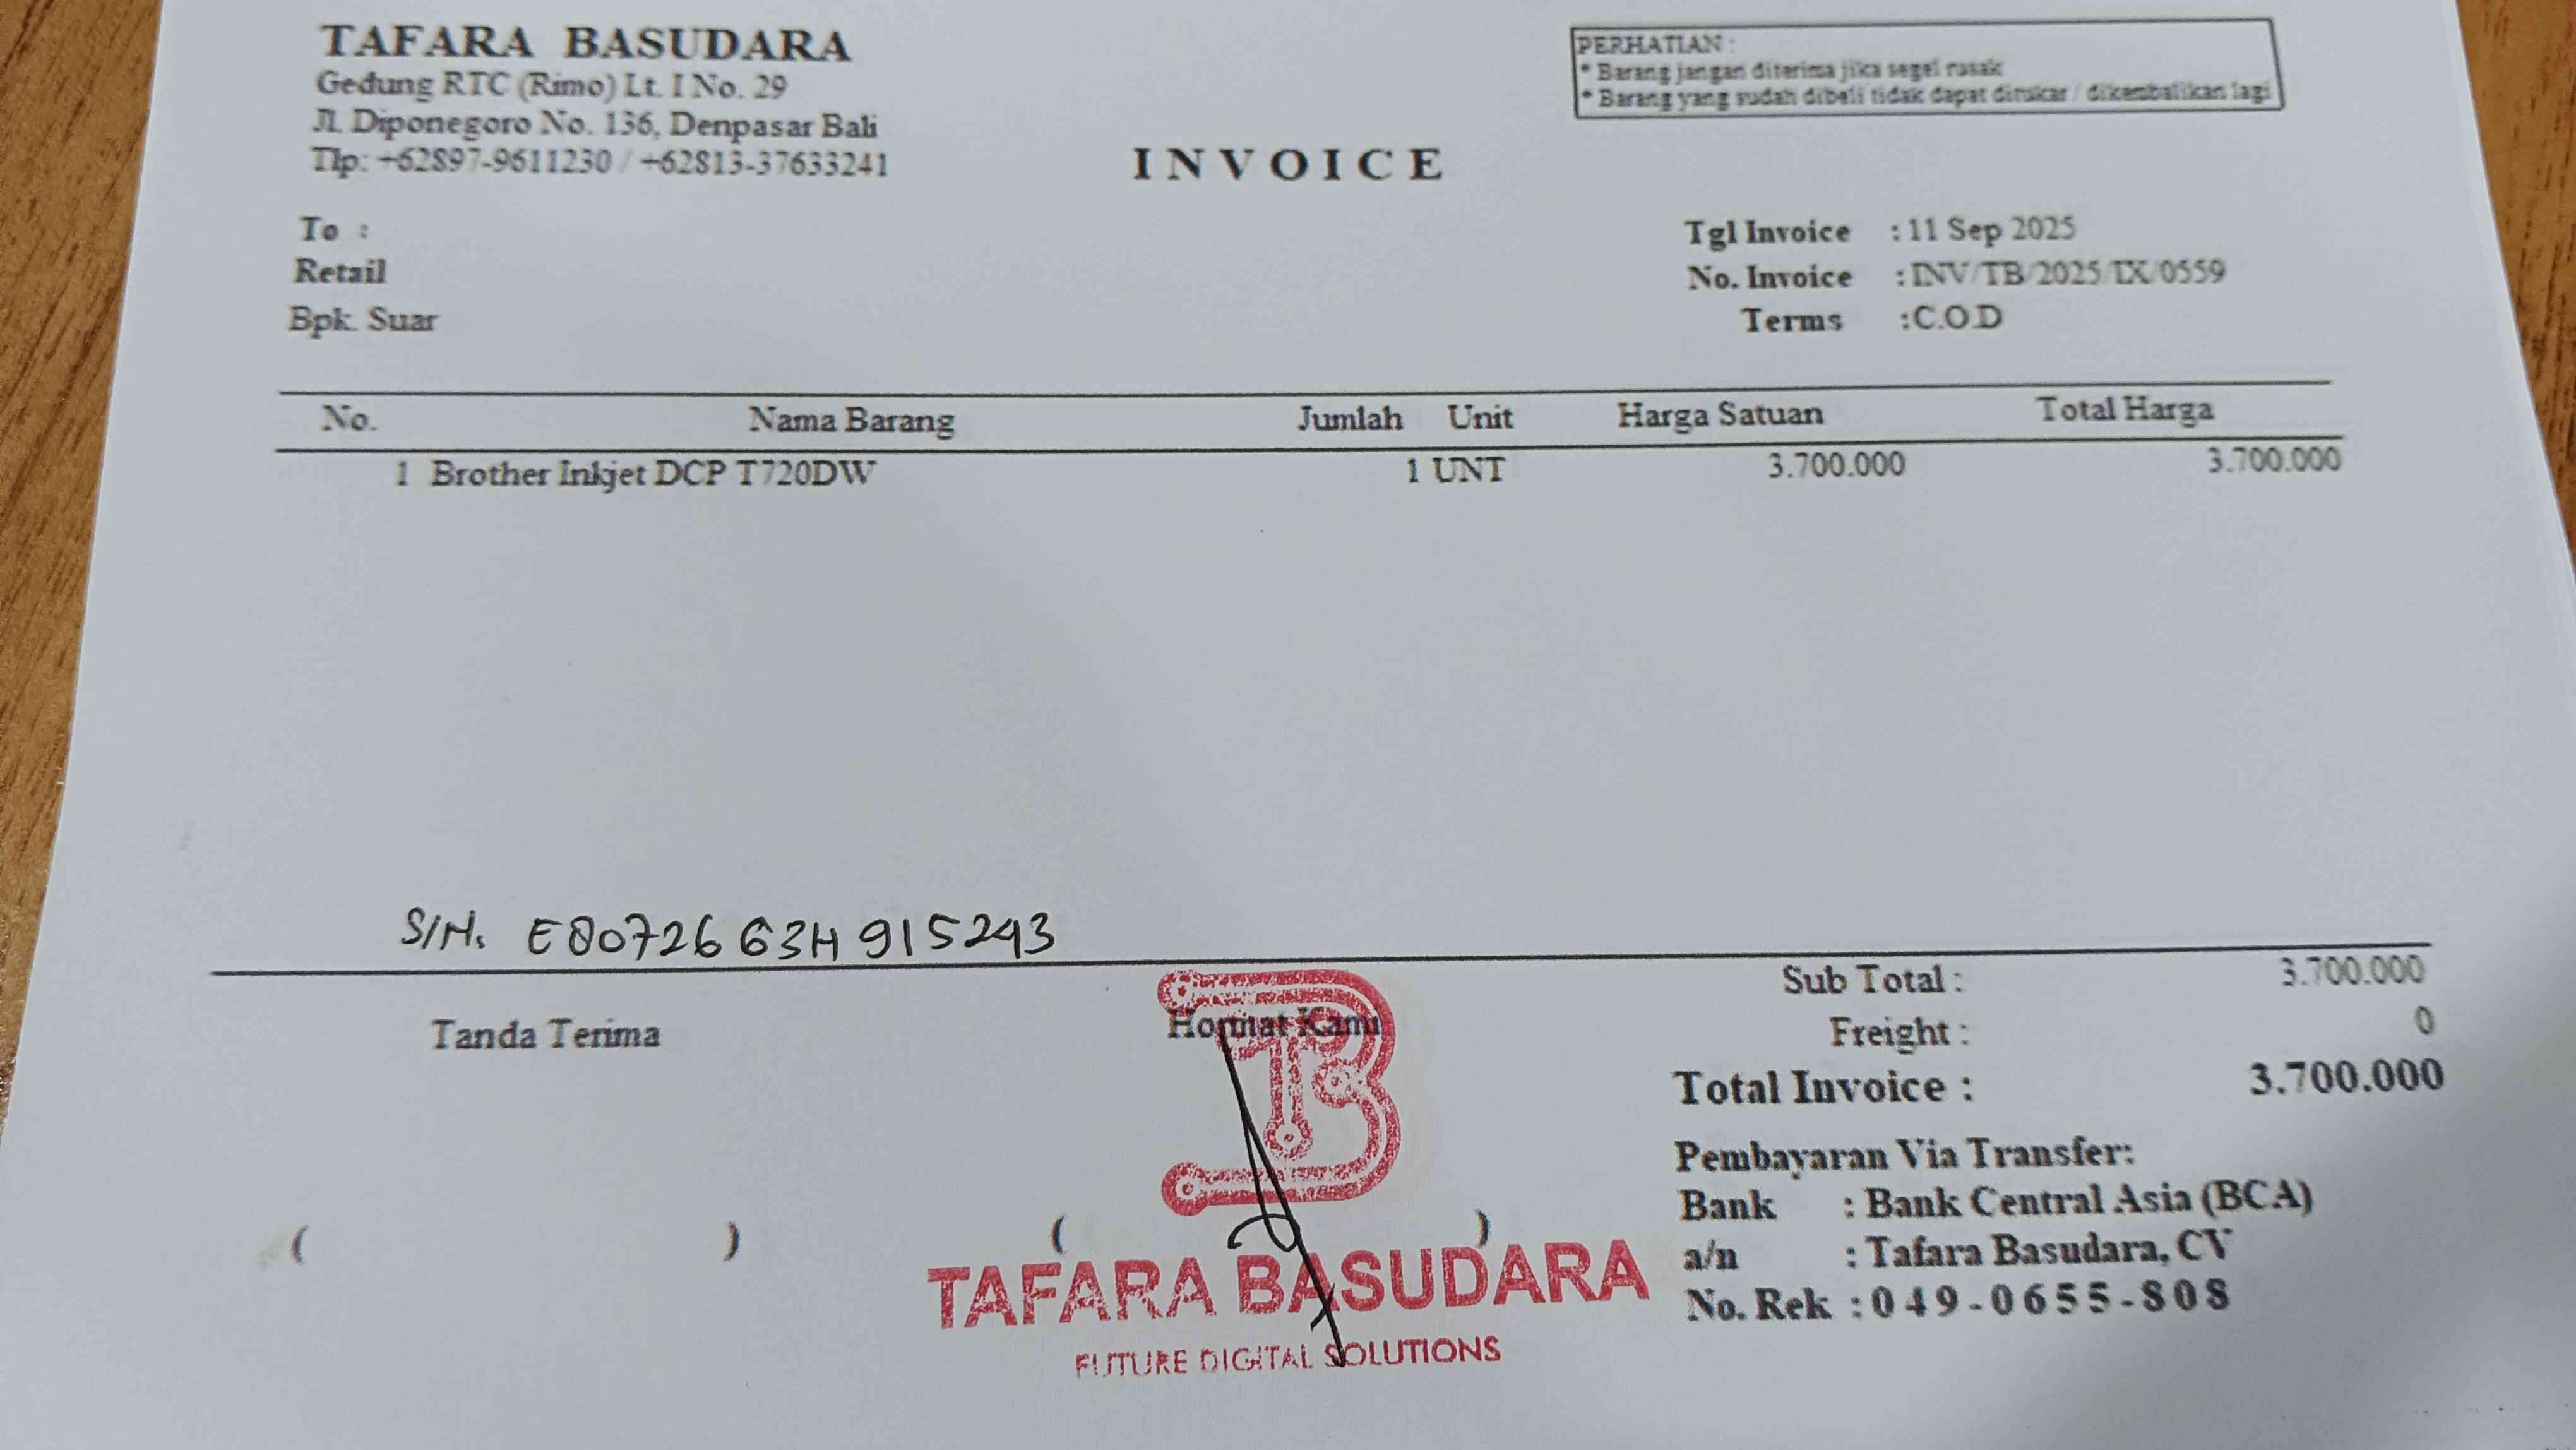 TAFARA BASUDARA
Gedung RTC (Rimo) Lt. I No. 29
Jl. Diponegoro No. 136, Denpasar Bali
Tlp: +62897-9611230 / +62813-37633241
PERHATIAN :
* Barang jangan diterima jika segel rusak
* Barang yang sudah dibeli tidak dapat dirukar / dikembalikan lagi
INVOICE
To :
Retail
Bpk. Suar
Tgl Invoice : 11 Sep 2025
No. Invoice : INV/TB/2025/IX/0559
Terms : C.O.D
No. Nama Barang Jumlah Unit Harga Satuan Total Harga
1 Brother Inkjet DCP T720DW 1 UNT 3.700.000 3.700.000
S/N. E8072663H915293
Sub Total : 3.700.000
Freight : 0
Total Invoice : 3.700.000
Tanda Terima
Hormat Kami
( )
( )
TAFARA BASUDARA
FUTURE DIGITAL SOLUTIONS
Pembayaran Via Transfer:
Bank : Bank Central Asia (BCA)
a/n : Tafara Basudara, CV
No. Rek : 049-0655-808